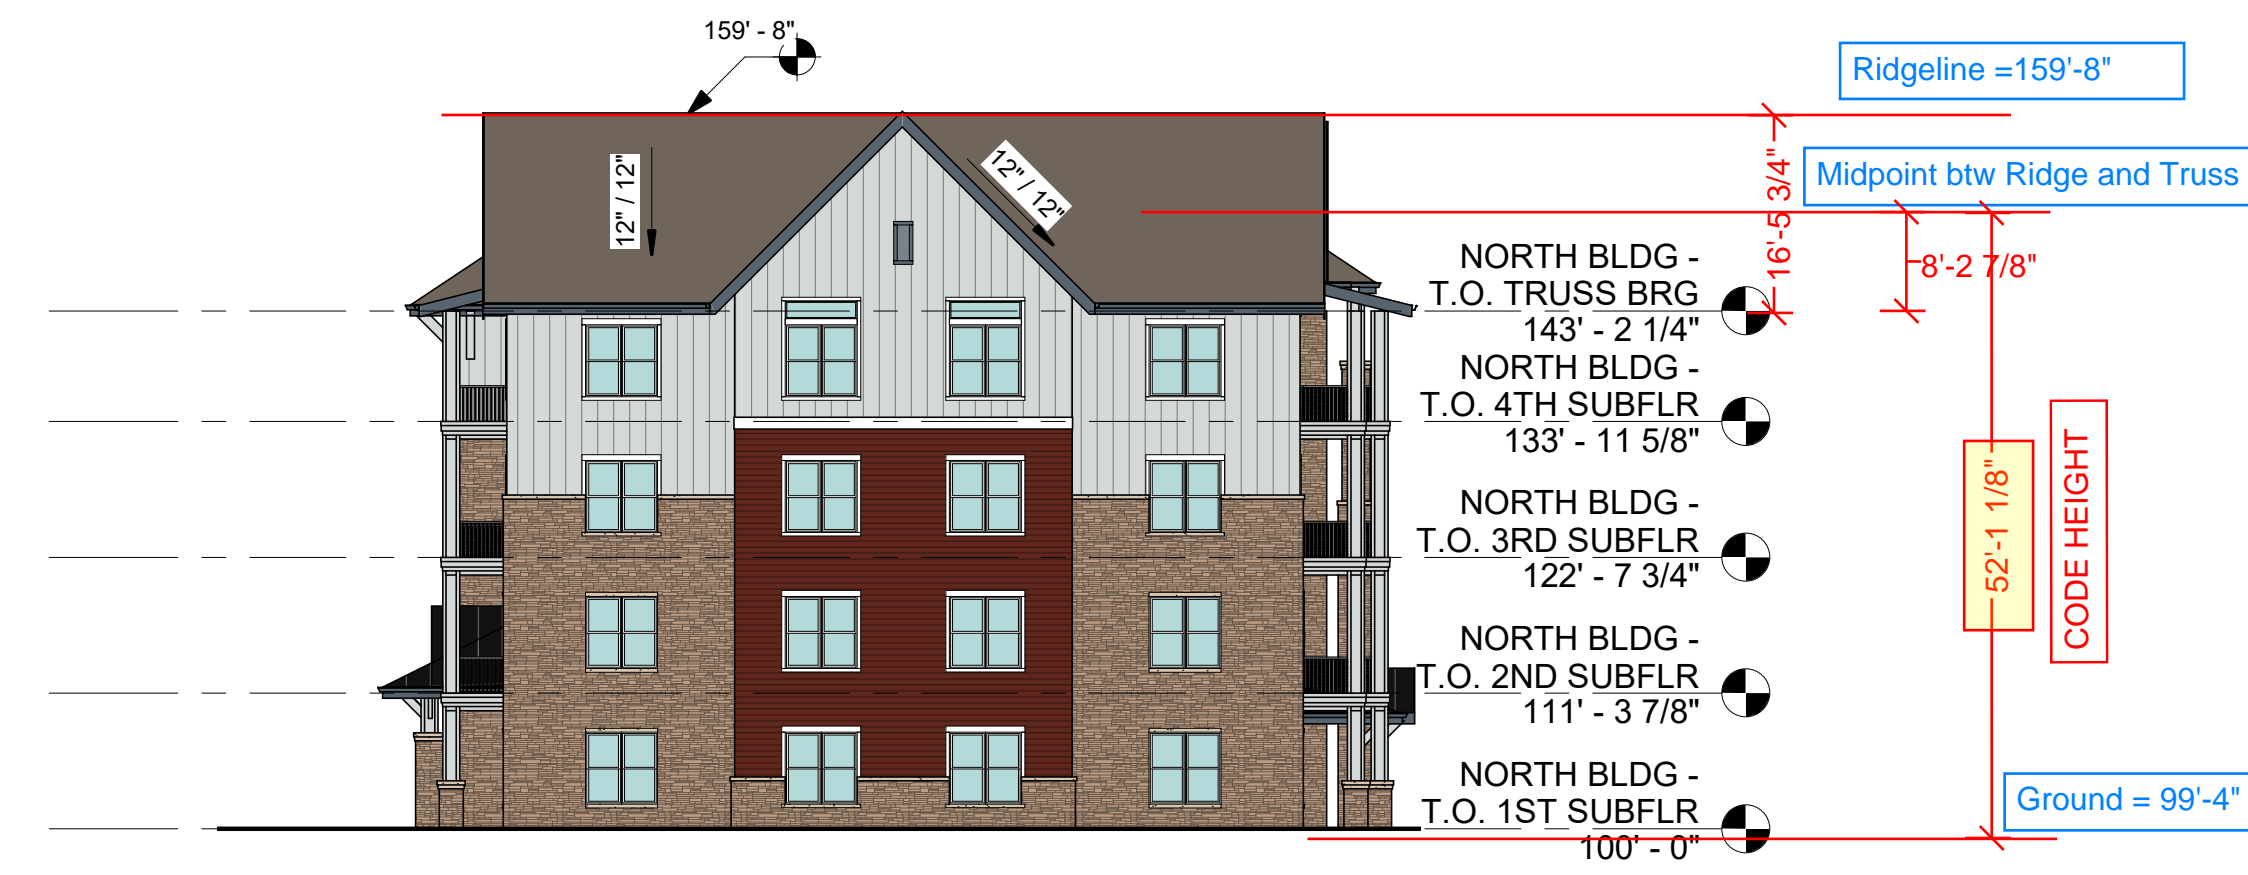 159' - 8"
Ridgeline =159'-8"
Midpoint btw Ridge and Truss
12" / 12"
12" / 12"
16'-5 3/4"
8'-2 7/8"
NORTH BLDG -
T.O. TRUSS BRG
143' - 2 1/4"
NORTH BLDG -
T.O. 4TH SUBFLR
133' - 11 5/8"
NORTH BLDG -
T.O. 3RD SUBFLR
122' - 7 3/4"
52'-1 1/8"
CODE HEIGHT
NORTH BLDG -
T.O. 2ND SUBFLR
111' - 3 7/8"
NORTH BLDG -
T.O. 1ST SUBFLR
100' - 0"
Ground = 99'-4"